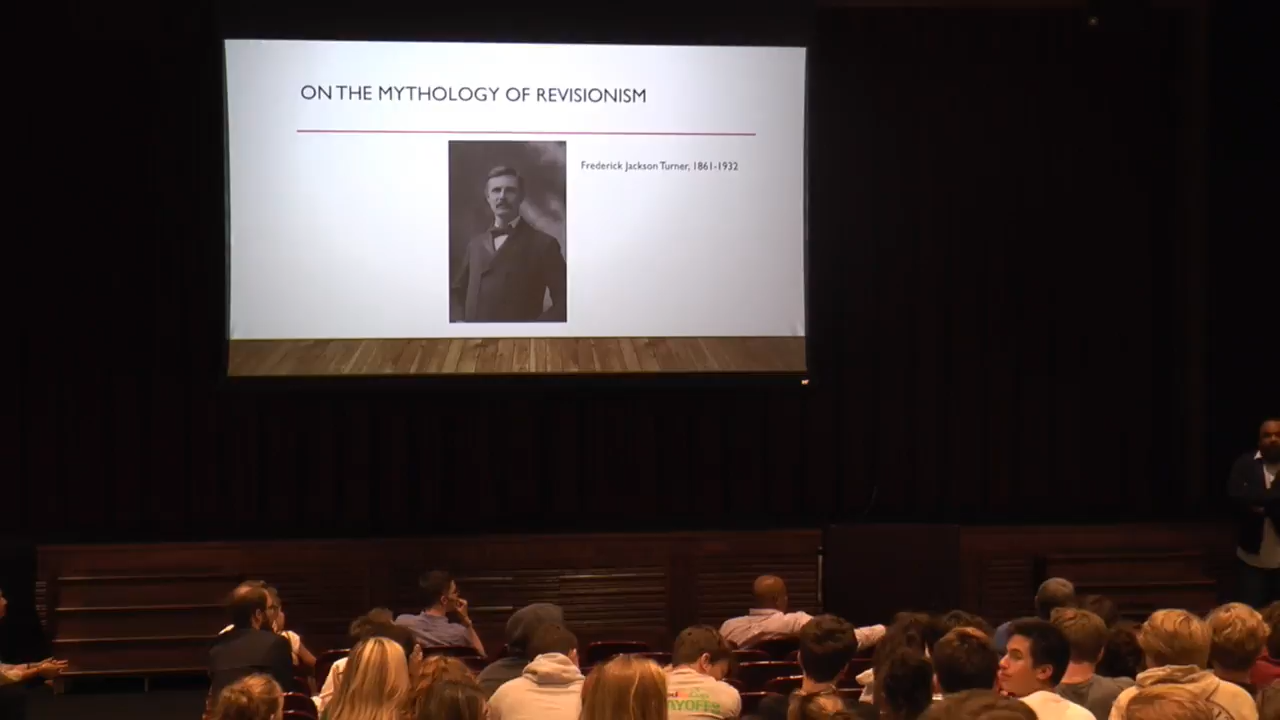 ON THE MYTHOLOGY OF REVISIONISM
Frederick Jackson Turner, 1861-1932